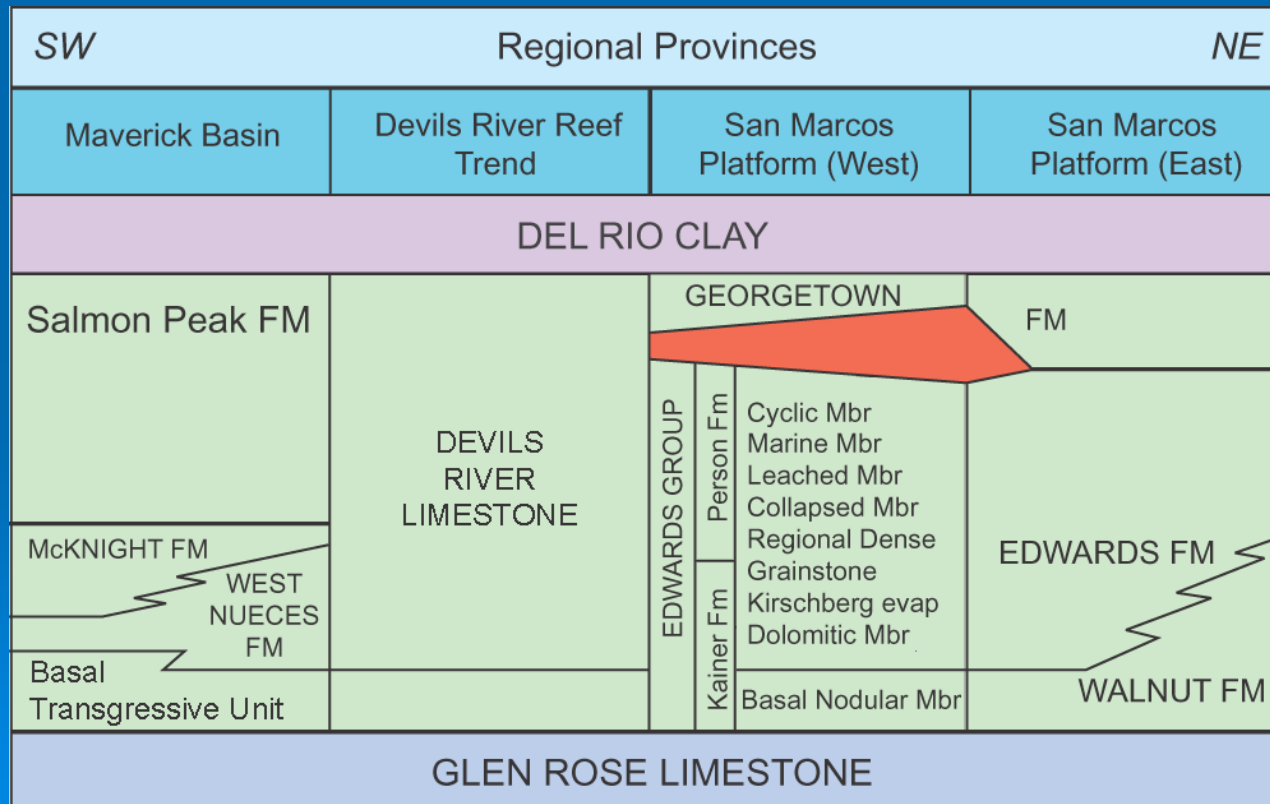 SW
Regional Provinces
NE
Maverick Basin
Devils River Reef
Trend
San Marcos
Platform (West)
San Marcos
Platform (East)
DEL RIO CLAY
Salmon Peak FM
McKNIGHT FM
WEST
NUECES
FM
Basal
Transgressive Unit
DEVILS
RIVER
LIMESTONE
GEORGETOWN
FM
EDWARDS GROUP
Person Fm
Kainer Fm
Cyclic Mbr
Marine Mbr
Leached Mbr
Collapsed Mbr
Regional Dense
Grainstone
Kirschberg evap
Dolomitic Mbr
Basal Nodular Mbr
EDWARDS FM
WALNUT FM
GLEN ROSE LIMESTONE